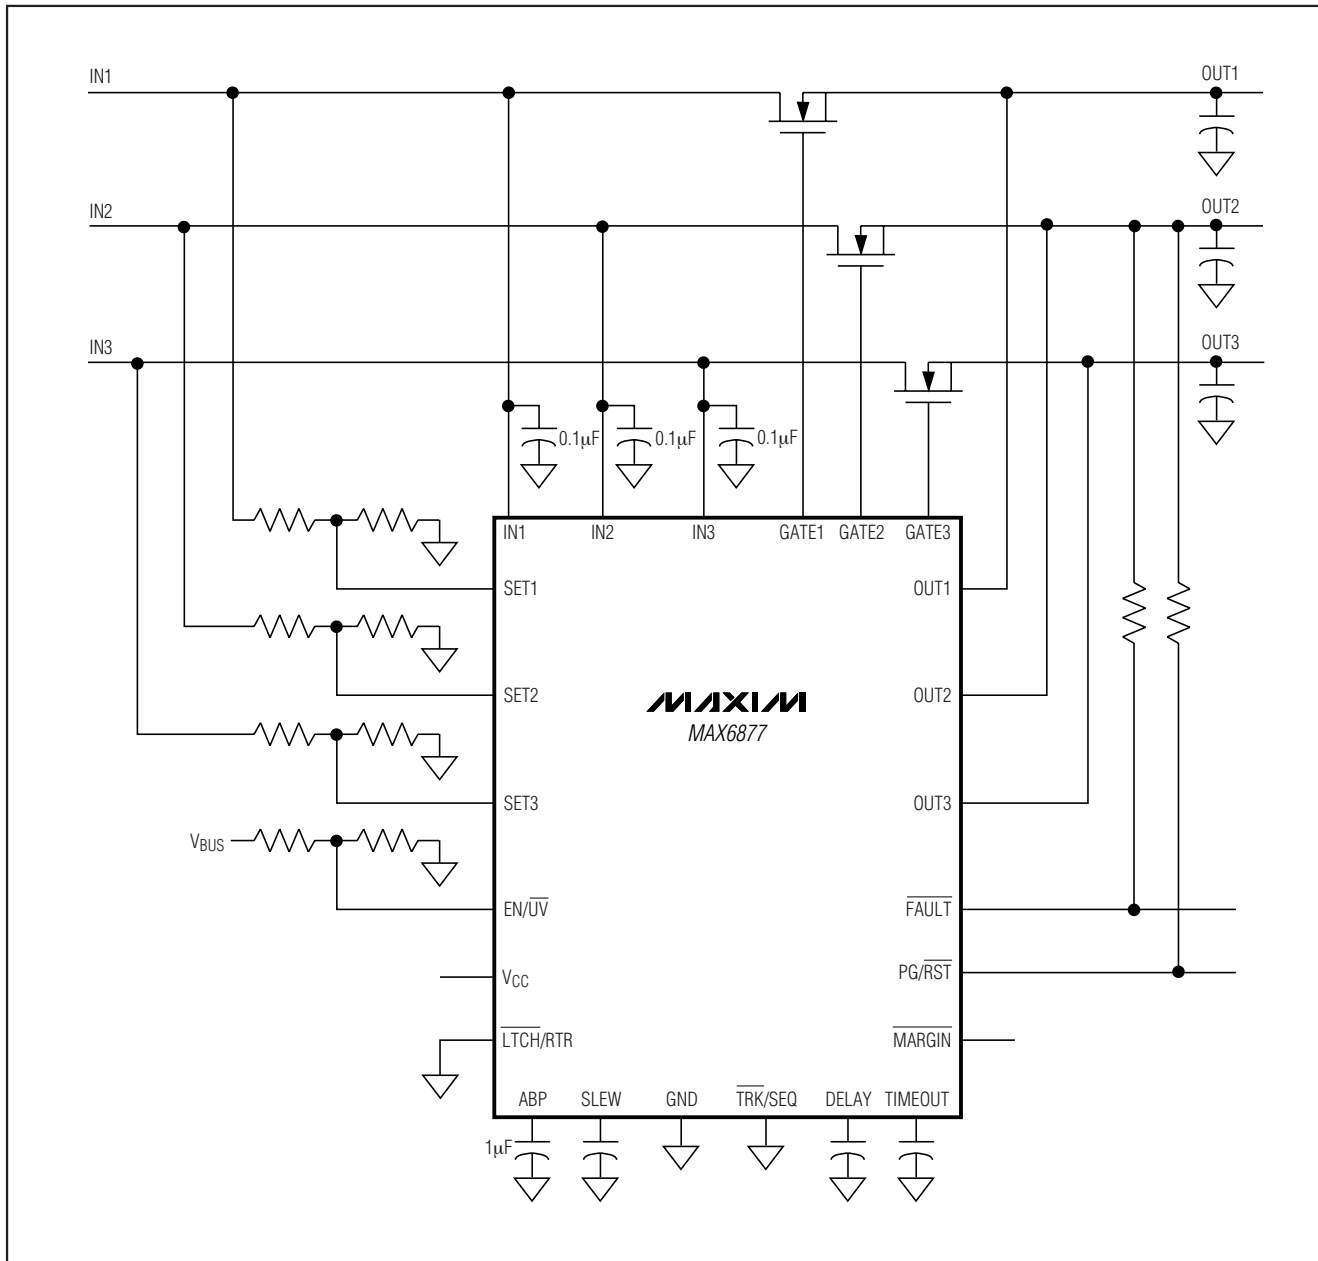 IN1
OUT1
IN2
OUT2
IN3
OUT3
0.1μF
0.1μF
0.1μF
IN1
IN2
IN3
GATE1
GATE2
GATE3
SET1
OUT1
SET2
MAXIM
MAX6877
OUT2
SET3
OUT3
VBUS
EN/UV
FAULT
VCC
PG/RST
LTCH/RTR
MARGIN
ABP
SLEW
GND
TRK/SEQ
DELAY
TIMEOUT
1μF